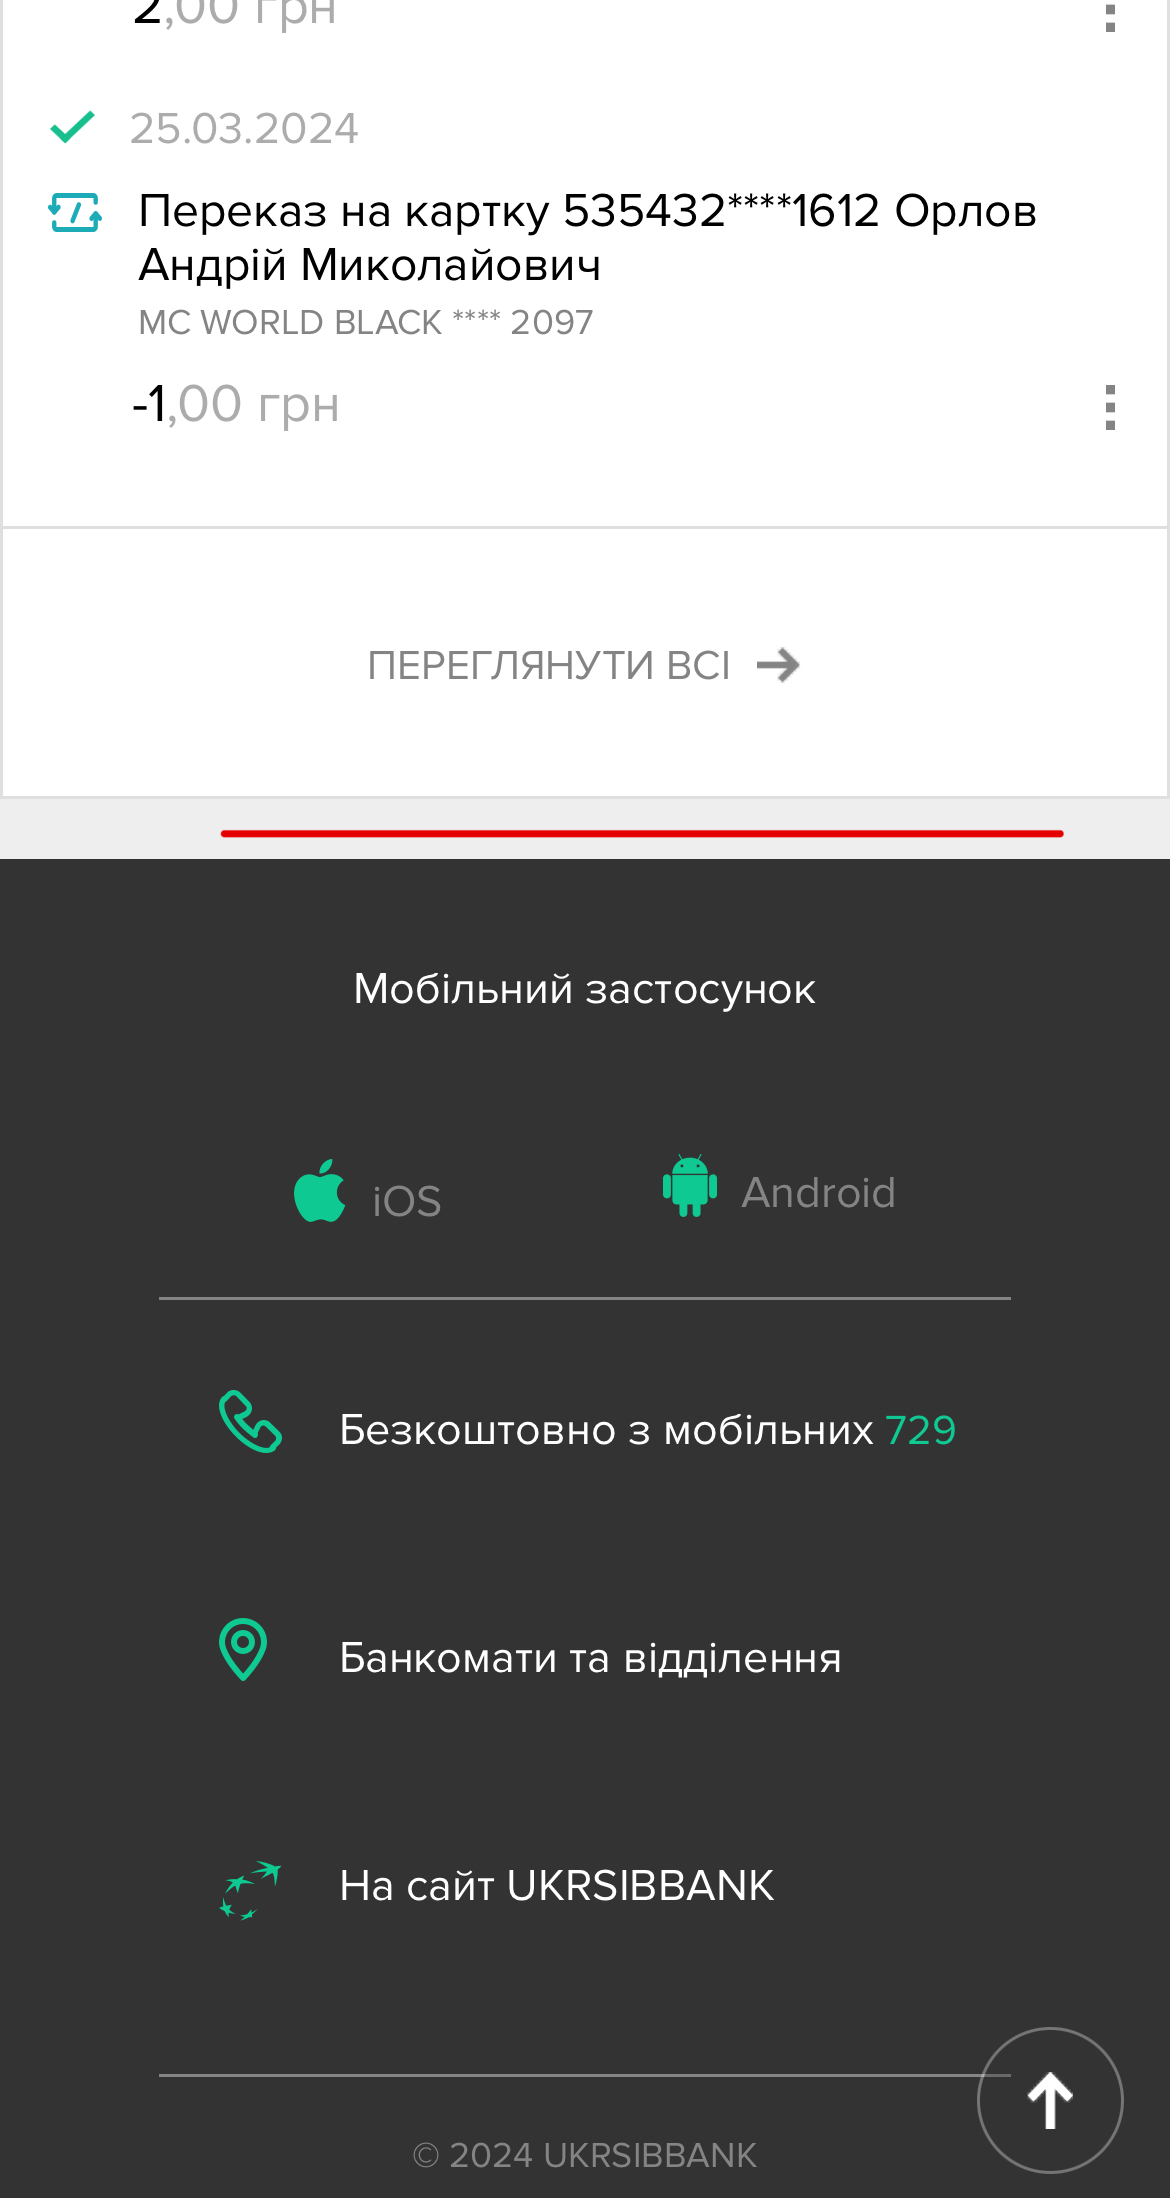 2,00 грн
25.03.2024
Переказ на картку 535432****1612 Орлов
Андрій Миколайович
MC WORLD BLACK **** 2097
-1,00 грн
ПЕРЕГЛЯНУТИ ВСІ
Мобільний застосунок
iOS
Android
Безкоштовно з мобільних 729
Банкомати та відділення
На сайт UKRSIBBANK
© 2024 UKRSIBBANK